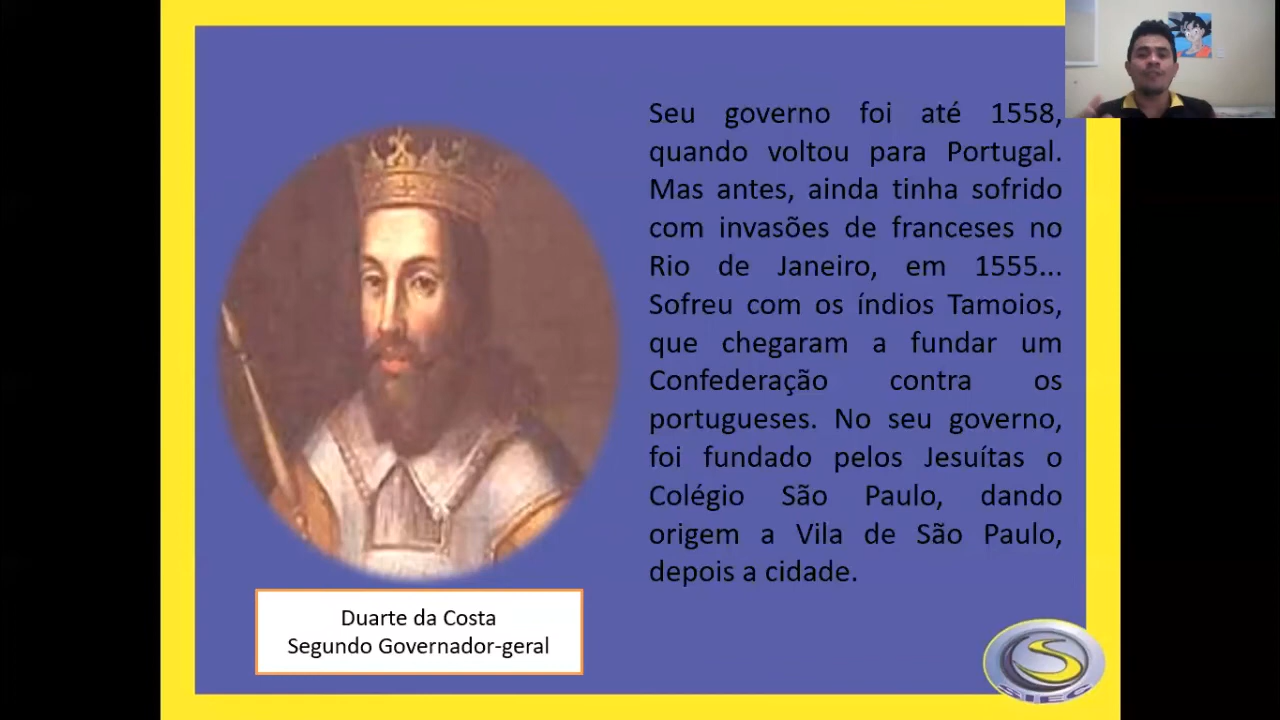 Seu governo foi até 1558,
quando voltou para Portugal.
Mas antes, ainda tinha sofrido
com invasões de franceses no
Rio de Janeiro, em 1555...
Sofreu com os índios Tamoios,
que chegaram a fundar um
Confederação contra os
portugueses. No seu governo,
foi fundado pelos Jesuítas o
Colégio São Paulo, dando
origem a Vila de São Paulo,
depois a cidade.
Duarte da Costa
Segundo Governador-geral